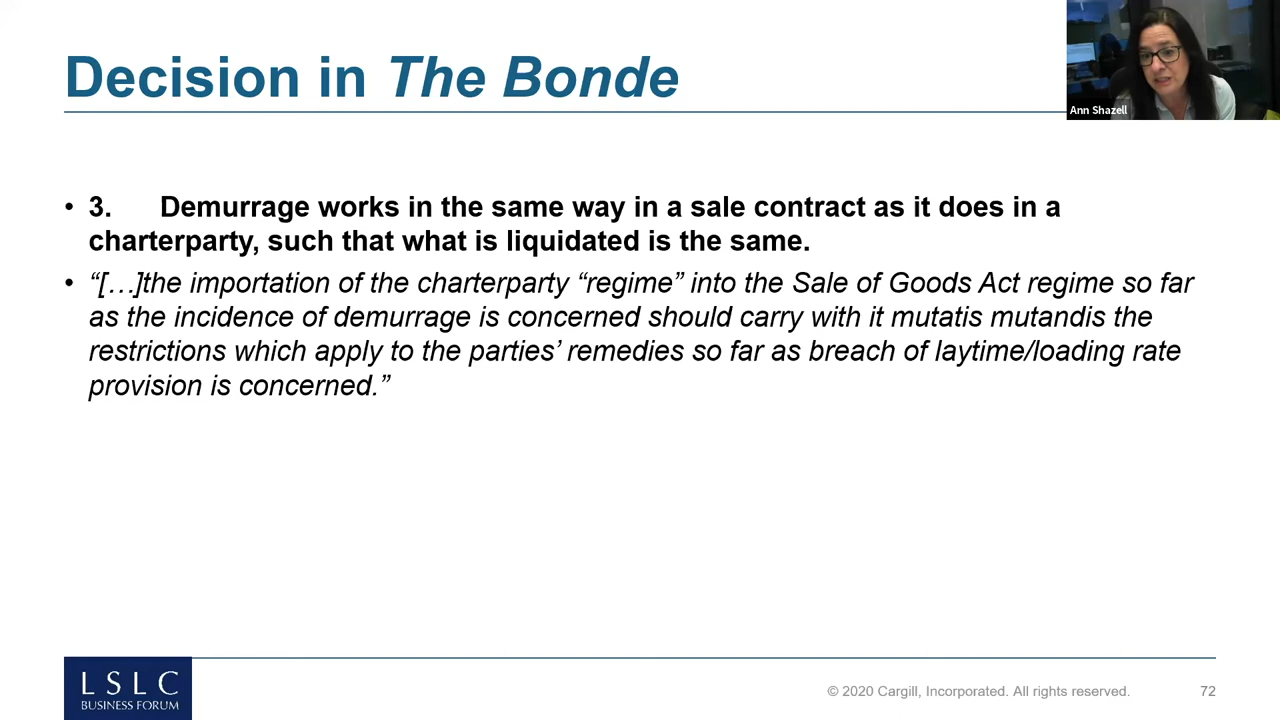 Decision in The Bonde
Ann Shazell
• 3. Demurrage works in the same way in a sale contract as it does in a
charterparty, such that what is liquidated is the same.
• “[…]the importation of the charterparty “regime” into the Sale of Goods Act regime so far
as the incidence of demurrage is concerned should carry with it mutatis mutandis the
restrictions which apply to the parties’ remedies so far as breach of laytime/loading rate
provision is concerned.”
LSLC
BUSINESS FORUM
© 2020 Cargill, Incorporated. All rights reserved.
72